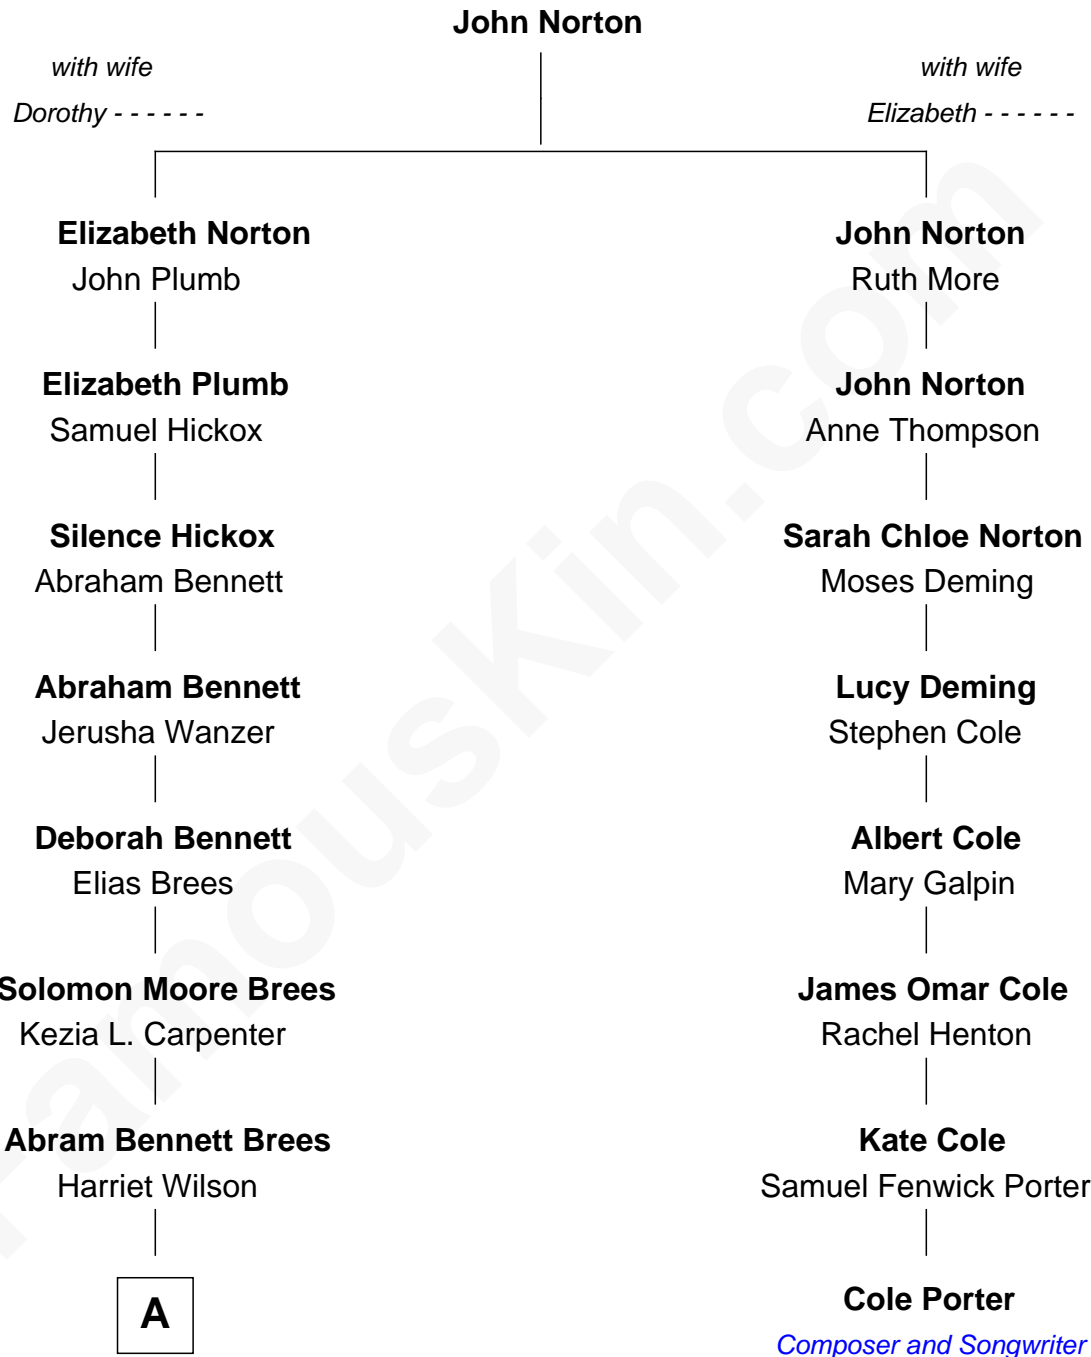 John Norton
with wife
Dorothy - - - - - -
with wife
Elizabeth - - - - - -
Elizabeth Norton
John Plumb
John Norton
Ruth More
Elizabeth Plumb
Samuel Hickox
John Norton
Anne Thompson
Silence Hickox
Abraham Bennett
Sarah Chloe Norton
Moses Deming
Abraham Bennett
Jerusha Wanzer
Lucy Deming
Stephen Cole
Deborah Bennett
Elias Brees
Albert Cole
Mary Galpin
Solomon Moore Brees
Kezia L. Carpenter
James Omar Cole
Rachel Henton
Abram Bennett Brees
Harriet Wilson
Kate Cole
Samuel Fenwick Porter
A
Cole Porter
Composer and Songwriter
FamousKin.com